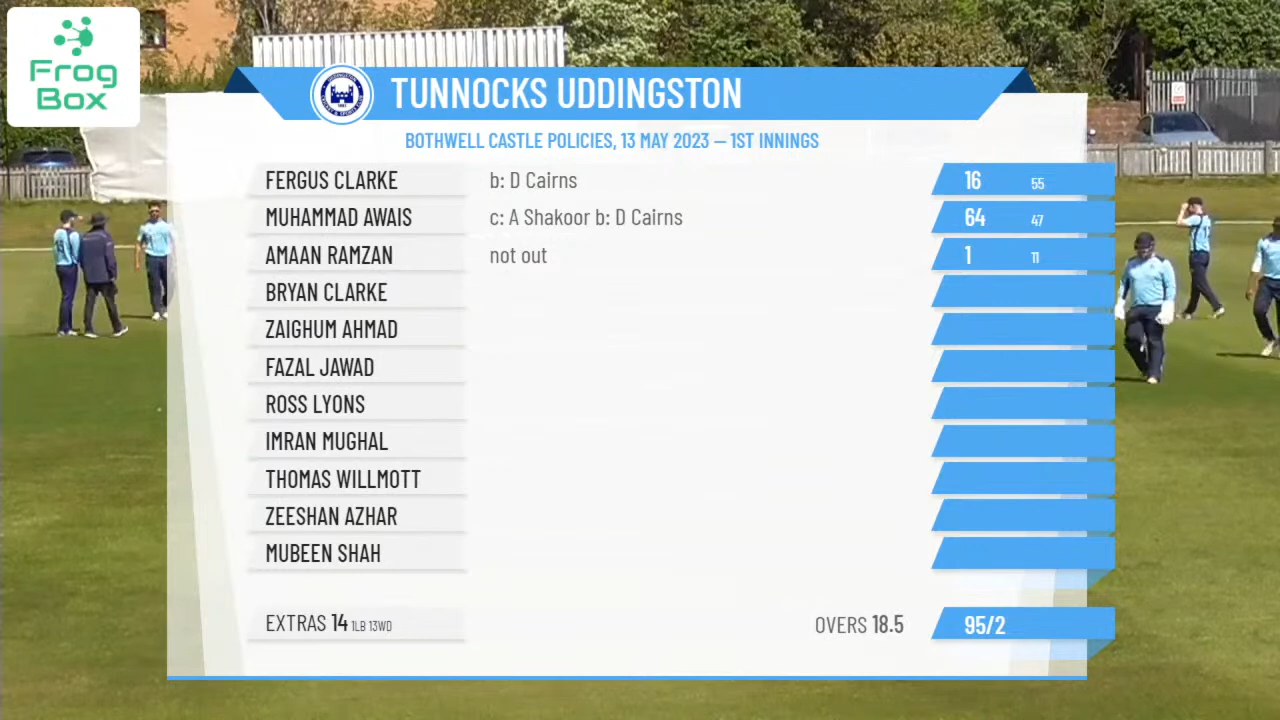 Frog
Box
TUNNOCKS UDDINGSTON
BOTHWELL CASTLE POLICIES, 13 MAY 2023 – 1ST INNINGS
FERGUS CLARKE b: D Cairns 16 55
MUHAMMAD AWAIS c: A Shakoor b: D Cairns 64 47
AMAAN RAMZAN not out 1 11
BRYAN CLARKE
ZAIGHUM AHMAD
FAZAL JAWAD
ROSS LYONS
IMRAN MUGHAL
THOMAS WILLMOTT
ZEESHAN AZHAR
MUBEEN SHAH
EXTRAS 14 1LB 13WD OVERS 18.5 95/2